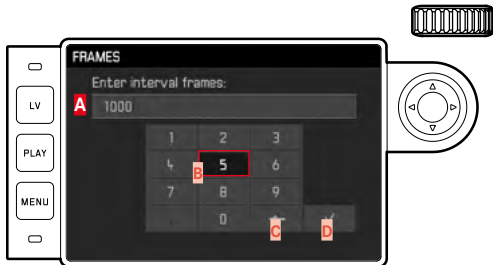 FRAMES
Enter interval frames:
A 1000
LV
PLAY
MENU
1 2 3
4 5 6
B
7 8 9
0
C D